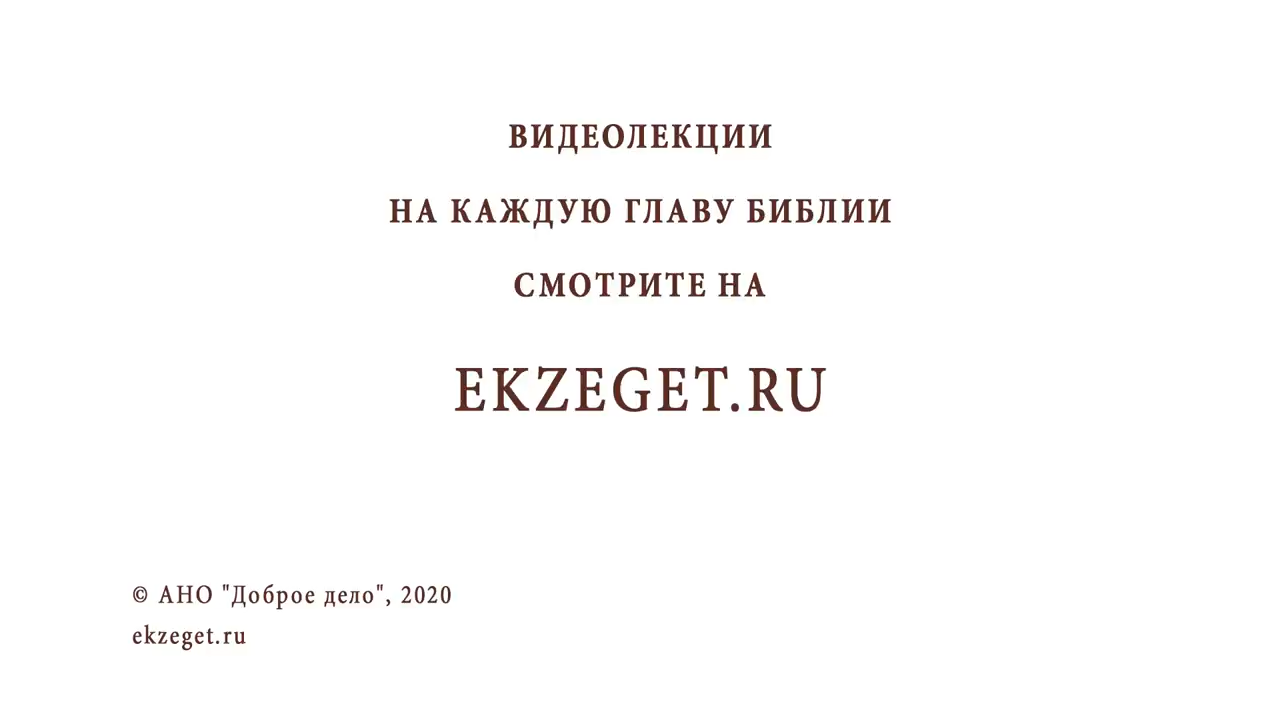 ВИДЕОЛЕКЦИИ
НА КАЖДУЮ ГЛАВУ БИБЛИИ
СМОТРИТЕ НА
EKZEGET.RU
© АНО "Доброе дело", 2020
ekzeget.ru